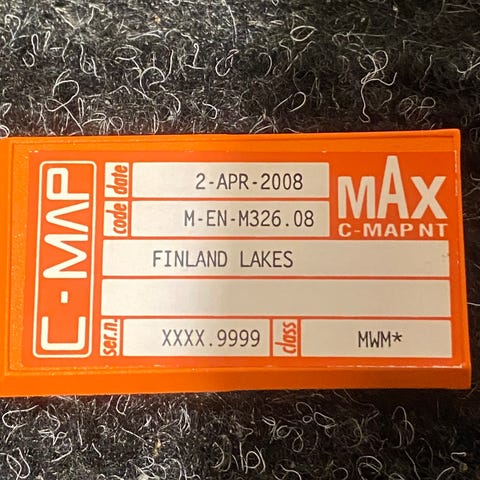 C-MAP
date 2-APR-2008
code M-EN-M326.08
MAX
C-MAP NT
FINLAND LAKES
ser.n. XXXX.9999 class MWM*